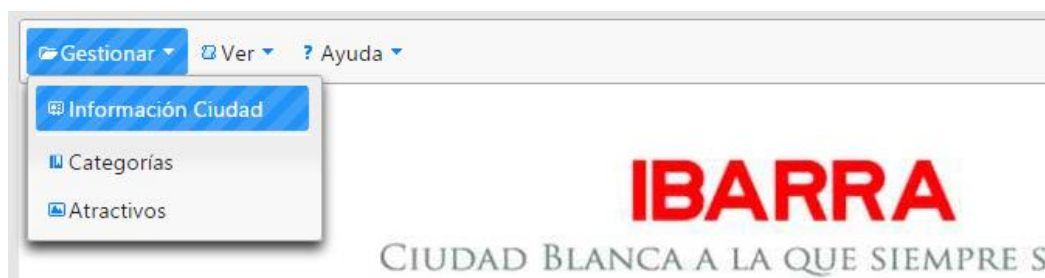 Gestionar Ver ? Ayuda
Información Ciudad
Categorías
Atractivos
IBARRA
CIUDAD BLANCA A LA QUE SIEMPRE S